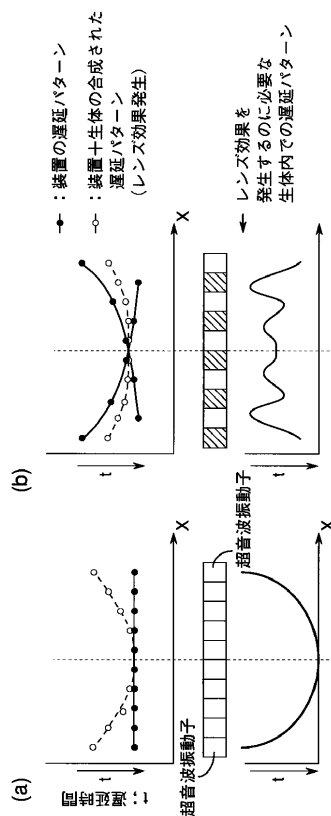 (a)
t；遅延時間
X
超音波振動子
超音波振動子
t
X
(b)
t
X
：装置の遅延パターン
：装置＋生体の合成された
遅延パターン
（レンズ効果発生）
t
X
レンズ効果を
発生するのに必要な
生体内での遅延パターン